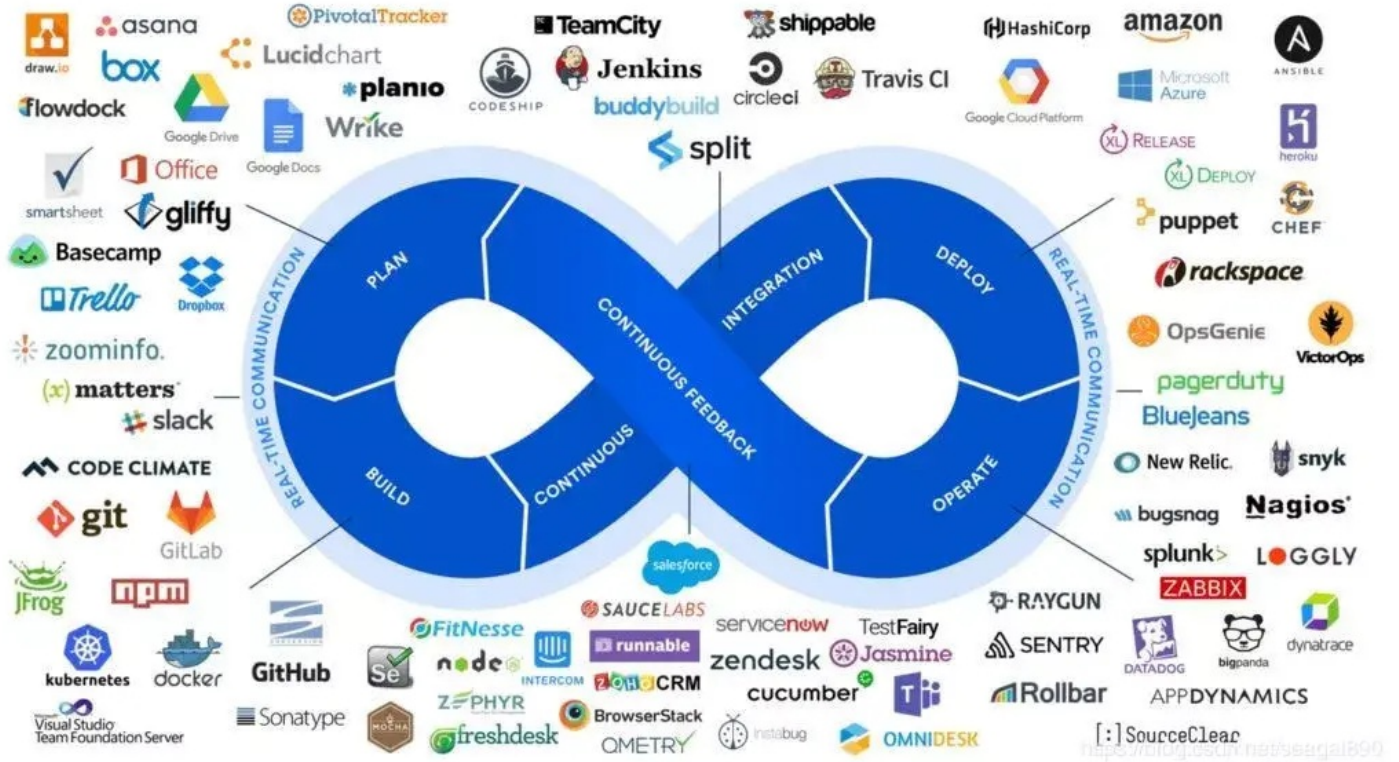 draw.io
asana
PivotalTracker
box
Lucidchart
flowdock
Google Drive
planio
Google Docs
Wrike
smartsheet
Office
gliffy
Basecamp
Trello
Dropbox
zoominfo.
(x) matters
slack
CODE CLIMATE
git
GitLab
JFrog
npm
kubernetes
docker
Visual Studio
Team Foundation Server
TeamCity
shippable
CODESHIP
Jenkins
circleci
Travis CI
buddybuild
split
HashiCorp
amazon
ANSIBLE
Google Cloud Platform
Microsoft
Azure
XL RELEASE
heroku
XL DEPLOY
puppet
CHEF
rackspace
OpsGenie
VictorOps
pagerduty
BlueJeans
New Relic.
snyk
bugsnag
Nagios
splunk>
LOGGLY
ZABBIX
RAYGUN
SENTRY
DATADOG
bigpanda
dynatrace
Rollbar
APPDYNAMICS
[:]SourceClear
REAL-TIME COMMUNICATION
PLAN
BUILD
CONTINUOUS
INTEGRATION
CONTINUOUS FEEDBACK
DEPLOY
OPERATE
REAL-TIME COMMUNICATION
salesforce
SAUCELABS
GitHub
Sonatype
Se
FitNesse
node
INTERCOM
runnable
servicenow
TestFairy
zendesk
Jasmine
ZEPHYR
ZOHO CRM
cucumber
MOCHA
freshdesk
BrowserStack
QMETRY
instabug
OMNIDESK